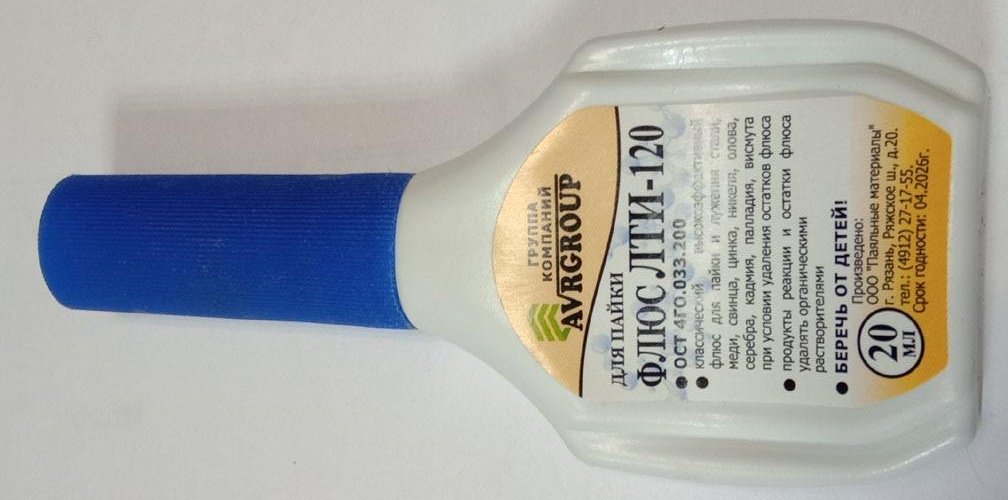 ГРУППА
КОМПАНИЙ
AVRGROUP
ДЛЯ ПАЙКИ
ФЛЮС ЛТИ-120
● ОСТ 4ГО.033.200
● классический высокоэффективный
флюс для пайки и лужения стали,
меди, свинца, цинка, никеля, олова,
серебра, кадмия, палладия, висмута
при условии удаления остатков флюса
● продукты реакции и остатки флюса
удалять органическими
растворителями
● БЕРЕЧЬ ОТ ДЕТЕЙ!
Произведено:
ООО "Паяльные материалы"
г. Рязань, Ряжское ш., д.20.
тел.: (4912) 27-17-55.
Срок годности: 04.2026г.
20
МЛ